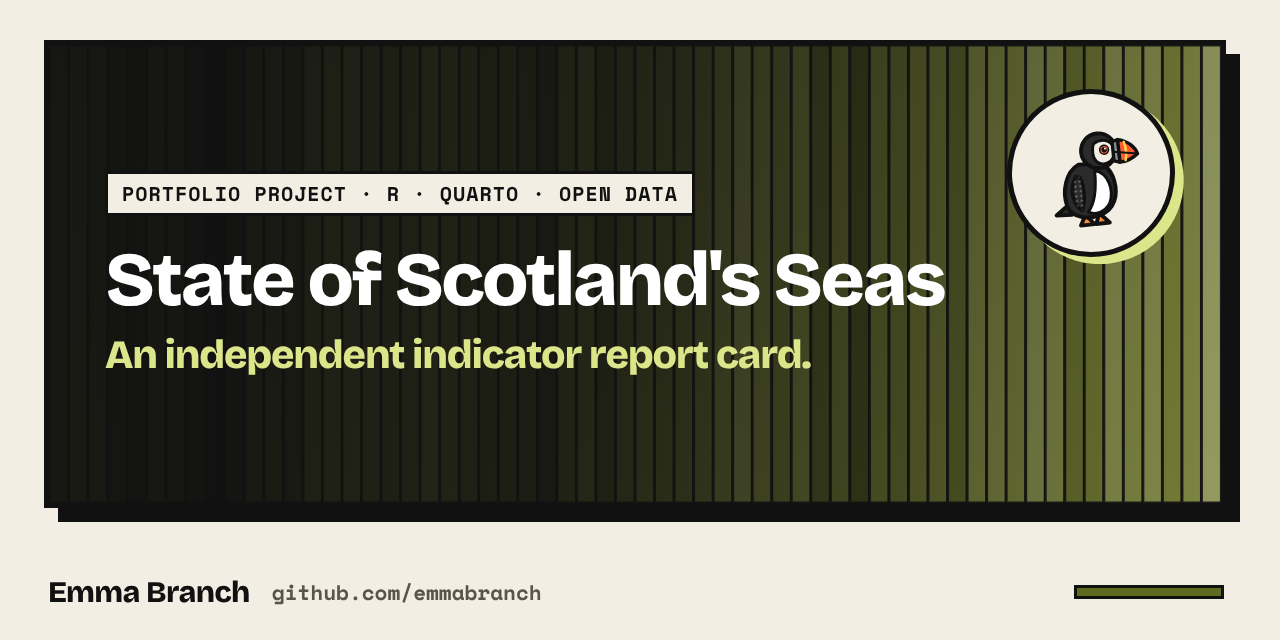 PORTFOLIO PROJECT · R · QUARTO · OPEN DATA
State of Scotland's Seas
An independent indicator report card.
Emma Branch github.com/emmabranch